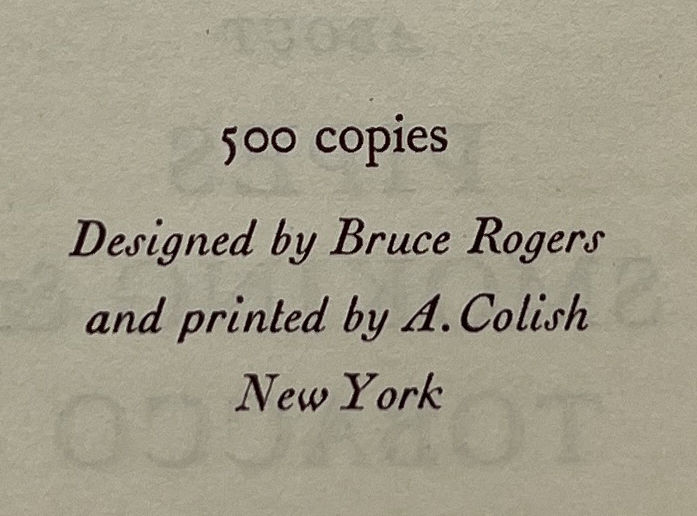 500 copies
Designed by Bruce Rogers
and printed by A. Colish
New York